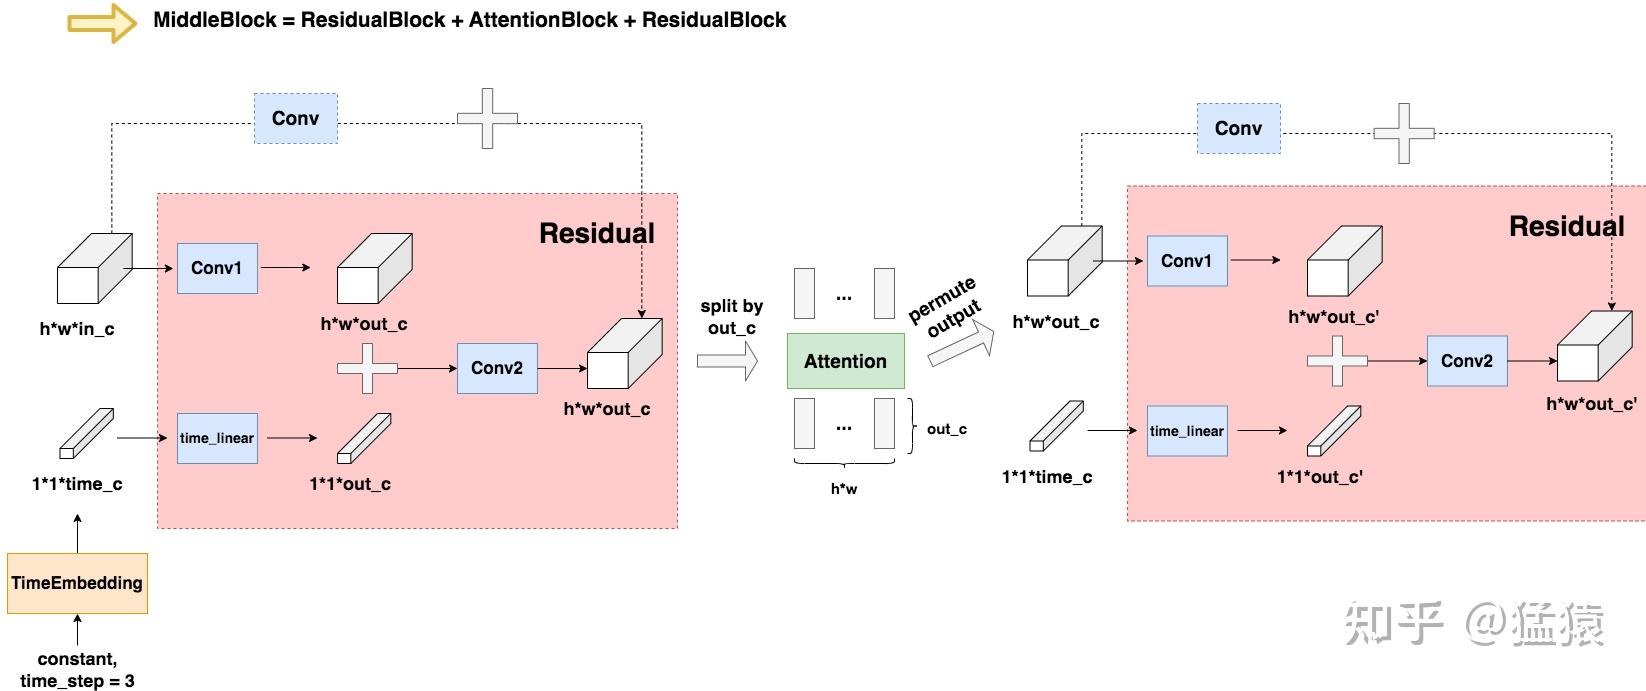 MiddleBlock = ResidualBlock + AttentionBlock + ResidualBlock
Conv
Residual
Conv1
h*w*in_c
h*w*out_c
Conv2
h*w*out_c
time_linear
1*1*time_c
1*1*out_c
TimeEmbedding
constant,
time_step = 3
split by
out_c
...
Attention
...
out_c
h*w
permute
output
Conv
Residual
Conv1
h*w*out_c
h*w*out_c'
Conv2
h*w*out_c'
time_linear
1*1*time_c
1*1*out_c'
知乎 @猛猿